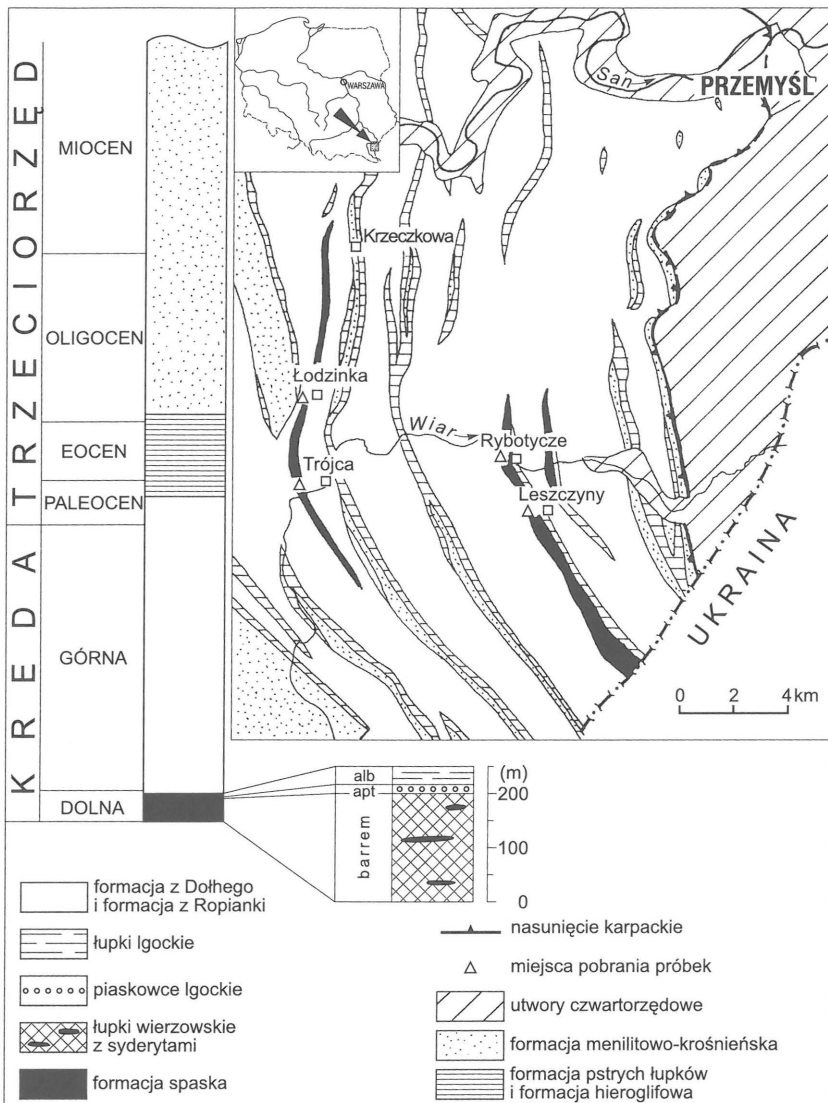 TRZECIORZĘD
KREDA
MIOCEN
OLIGOCEN
EOCEN
PALEOCEN
GÓRNA
DOLNA
WARSZAWA
San
PRZEMYŚL
Krzeczkowa
Łodzinka
Wiar
Rybotycze
Trójca
Leszczyny
UKRAINA
0 2 4 km
alb
apt
barrem
(m)
200
100
0
formacja z Dołhego
i formacja z Ropianki
łupki lgockie
piaskowce lgockie
łupki wierzowskie
z syderytami
formacja spaska
nasunięcie karpackie
miejsca pobrania próbek
utwory czwartorzędowe
formacja menilitowo-krośnieńska
formacja pstrych łupków
i formacja hieroglifowa